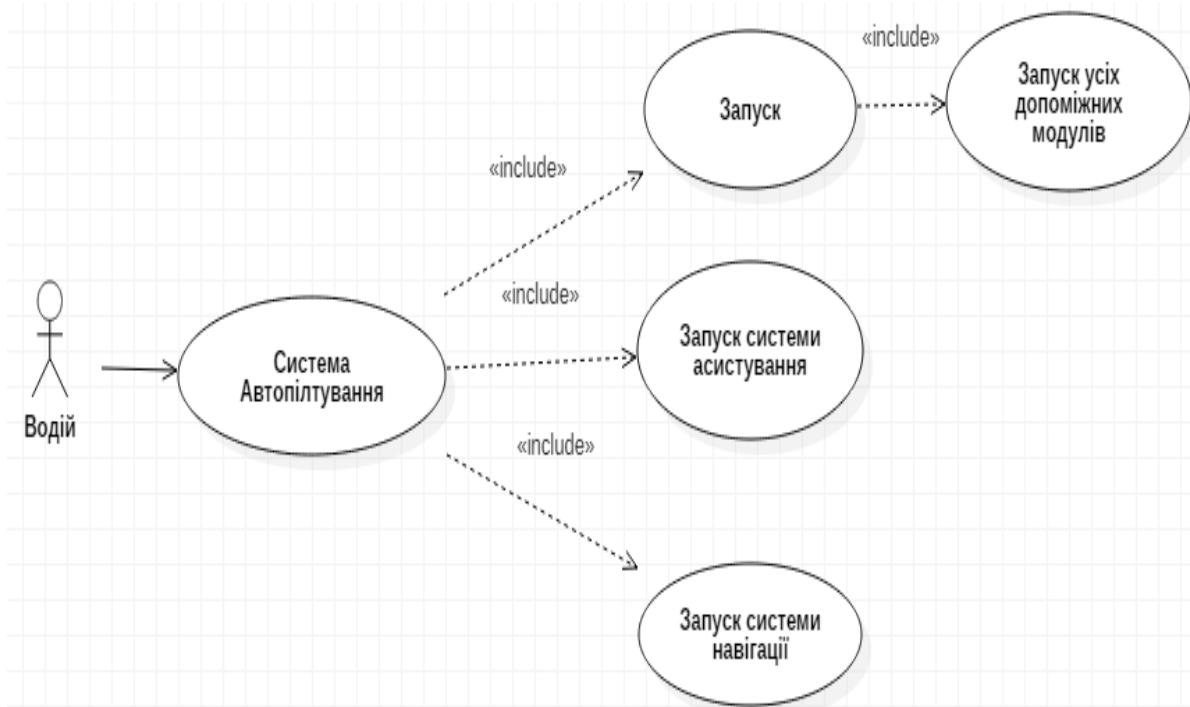 «include»
Запуск
Запуск усіх
допоміжних
модулів
«include»
«include»
Запуск системи
асистування
Система
Автопілтування
Водій
«include»
Запуск системи
навігації